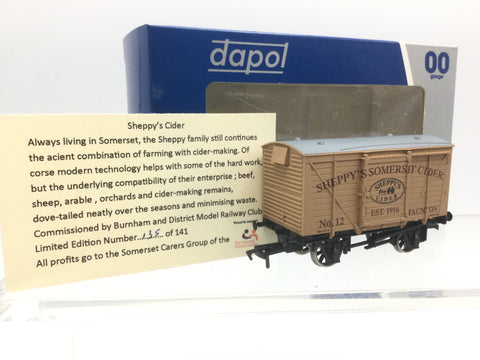 dapol
00
gauge
Sheppy's Cider
Always living in Somerset, the Sheppy family still continues
the acient combination of farming with cider-making. Of
corse modern technology helps with some of the hard work,
but the underlying compatibility of their enterprise ; beef,
sheep, arable , orchards and cider-making remains,
dove-tailed neatly over the seasons and minimising waste.
Commissioned by Burnham and District Model Railway Club
Limited Edition Number 135 of 141
All profits go to the Somerset Carers Group of the
SHEPPY'S SOMERSET CIDER
SHEPPY'S
CIDER
EST. 1916
TAUNTON
No. 12
dapol